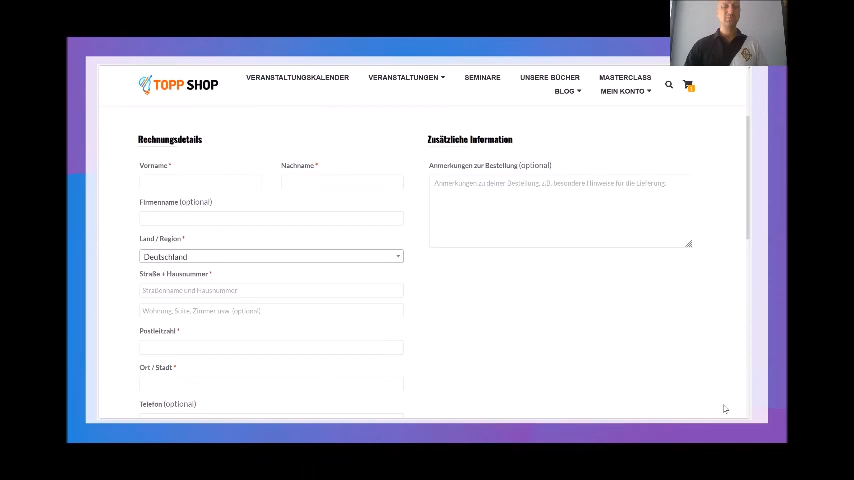 TOPP SHOP
VERANSTALTUNGSKALENDER VERANSTALTUNGEN SEMINARE UNSERE BÜCHER MASTERCLASS
BLOG MEIN KONTO
1
Rechnungsdetails
Vorname * Nachname *
Firmenname (optional)
Land / Region *
Deutschland
Straße + Hausnummer *
Straßenname und Hausnummer
Wohnung, Suite, Zimmer usw. (optional)
Postleitzahl *
Ort / Stadt *
Telefon (optional)
Zusätzliche Information
Anmerkungen zur Bestellung (optional)
Anmerkungen zu deiner Bestellung, z.B. besondere Hinweise für die Lieferung.